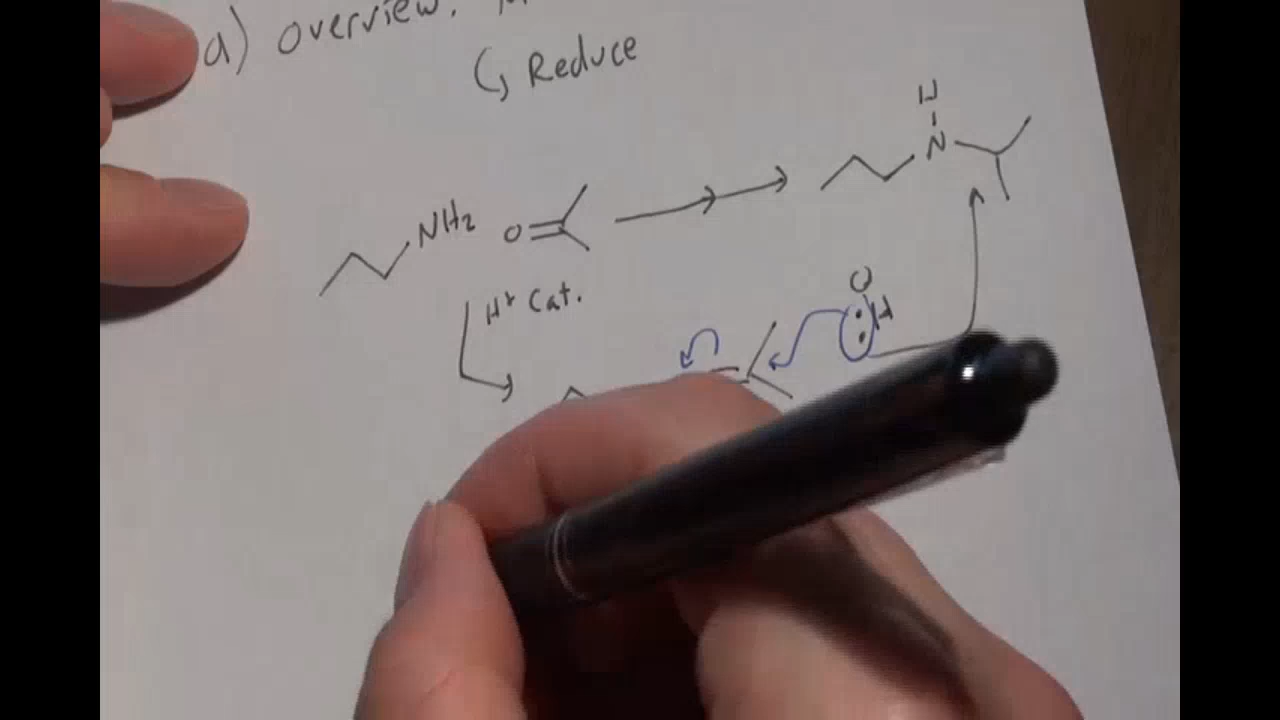 a) overview.
↳ Reduce
H
N
NH₂ O
H⁺ Cat.
H